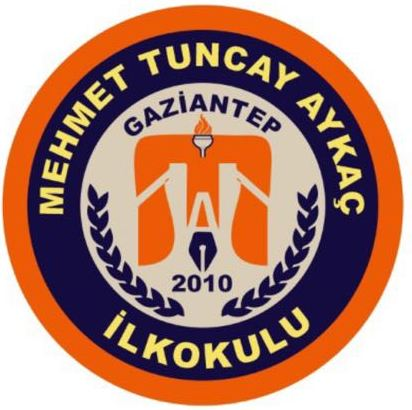 MEHMET TUNCAY AYKAÇ
GAZİANTEP
2010
İLKOKULU